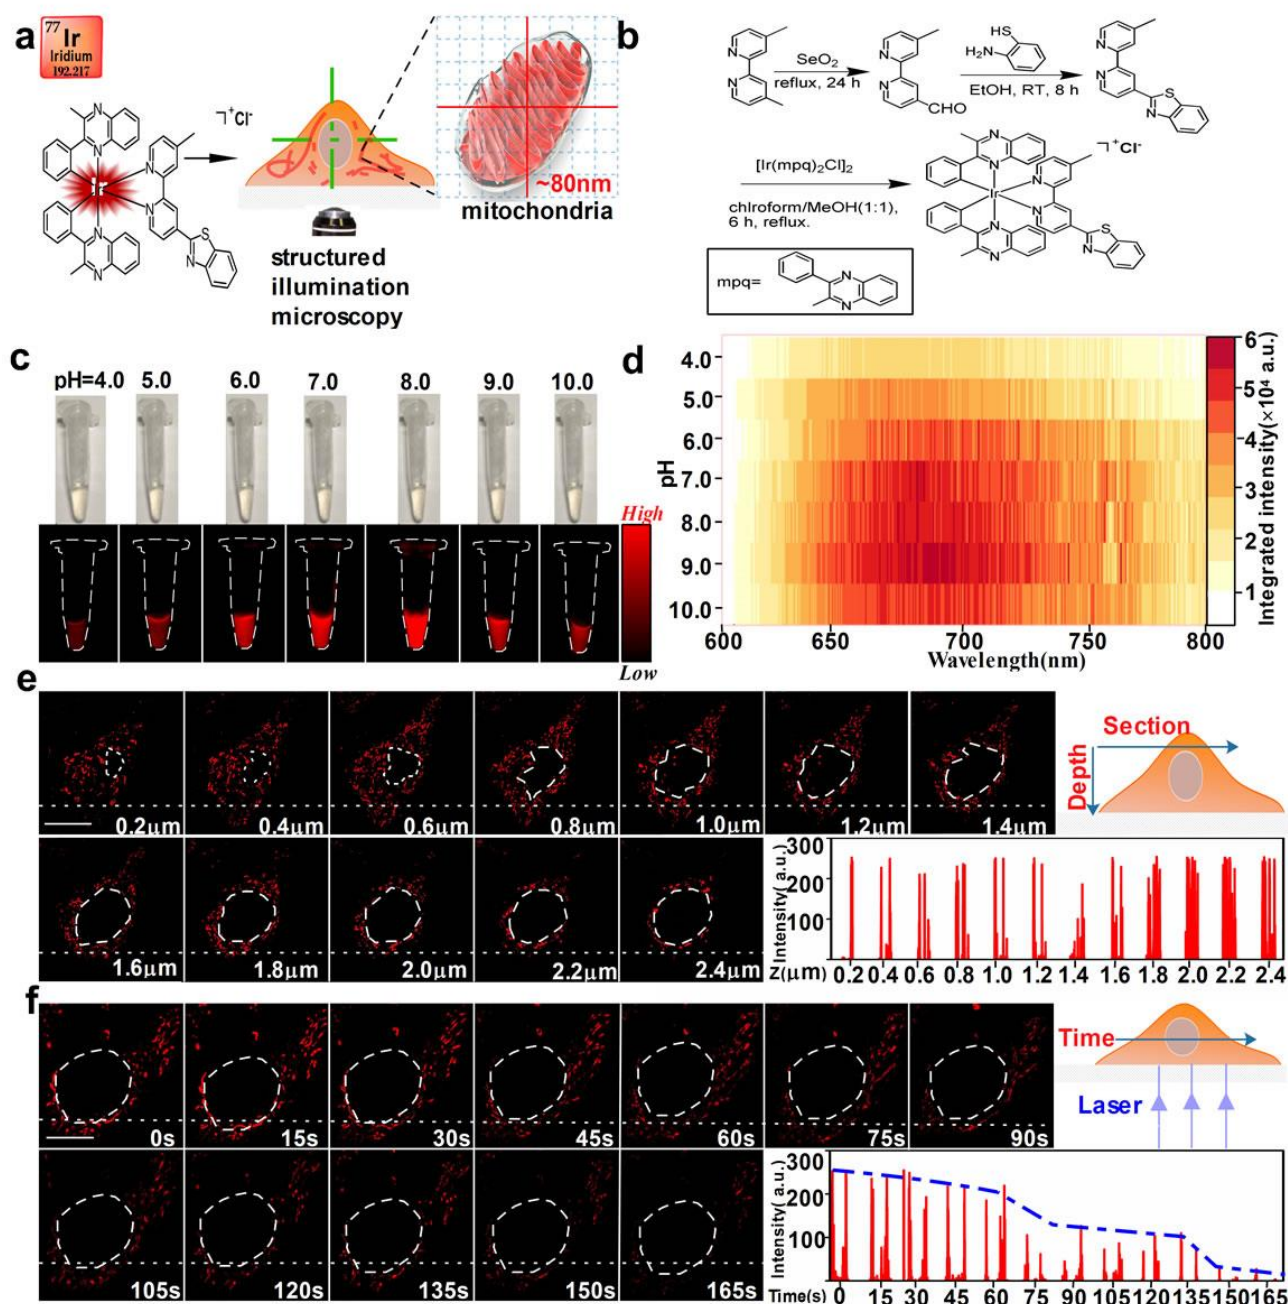 a
77
Ir
Iridium
192.217
N
N
N
N
Ir
N
N
N
S
⁺Cl⁻
~80nm
mitochondria
structured
illumination
microscopy
b
N
N
SeO₂
reflux, 24 h
N
N
CHO
HS
H₂N
EtOH, RT, 8 h
N
N
S
N
[Ir(mpq)₂Cl]₂
chlroform/MeOH(1:1),
6 h, reflux.
N
N
N
N
Ir
N
N
N
S
⁺Cl⁻
mpq=
N
N
c
pH=4.0 5.0 6.0 7.0 8.0 9.0 10.0
High
Low
d
pH
4.0
5.0
6.0
7.0
8.0
9.0
10.0
600 650 700 750 800
Wavelength(nm)
6
5
4
3
2
1
Integrated intensity(×10⁴ a.u.)
e
0.2μm 0.4μm 0.6μm 0.8μm 1.0μm 1.2μm 1.4μm
Section
Depth
1.6μm 1.8μm 2.0μm 2.2μm 2.4μm
Intensity( a.u.)
300
200
100
Z(μm) 0.2 0.4 0.6 0.8 1.0 1.2 1.4 1.6 1.8 2.0 2.2 2.4
f
0s 15s 30s 45s 60s 75s 90s
Time
Laser
105s 120s 135s 150s 165s
Intensity( a.u.)
300
200
100
Time(s) 0 15 30 45 60 75 90 105 120 135 150 165